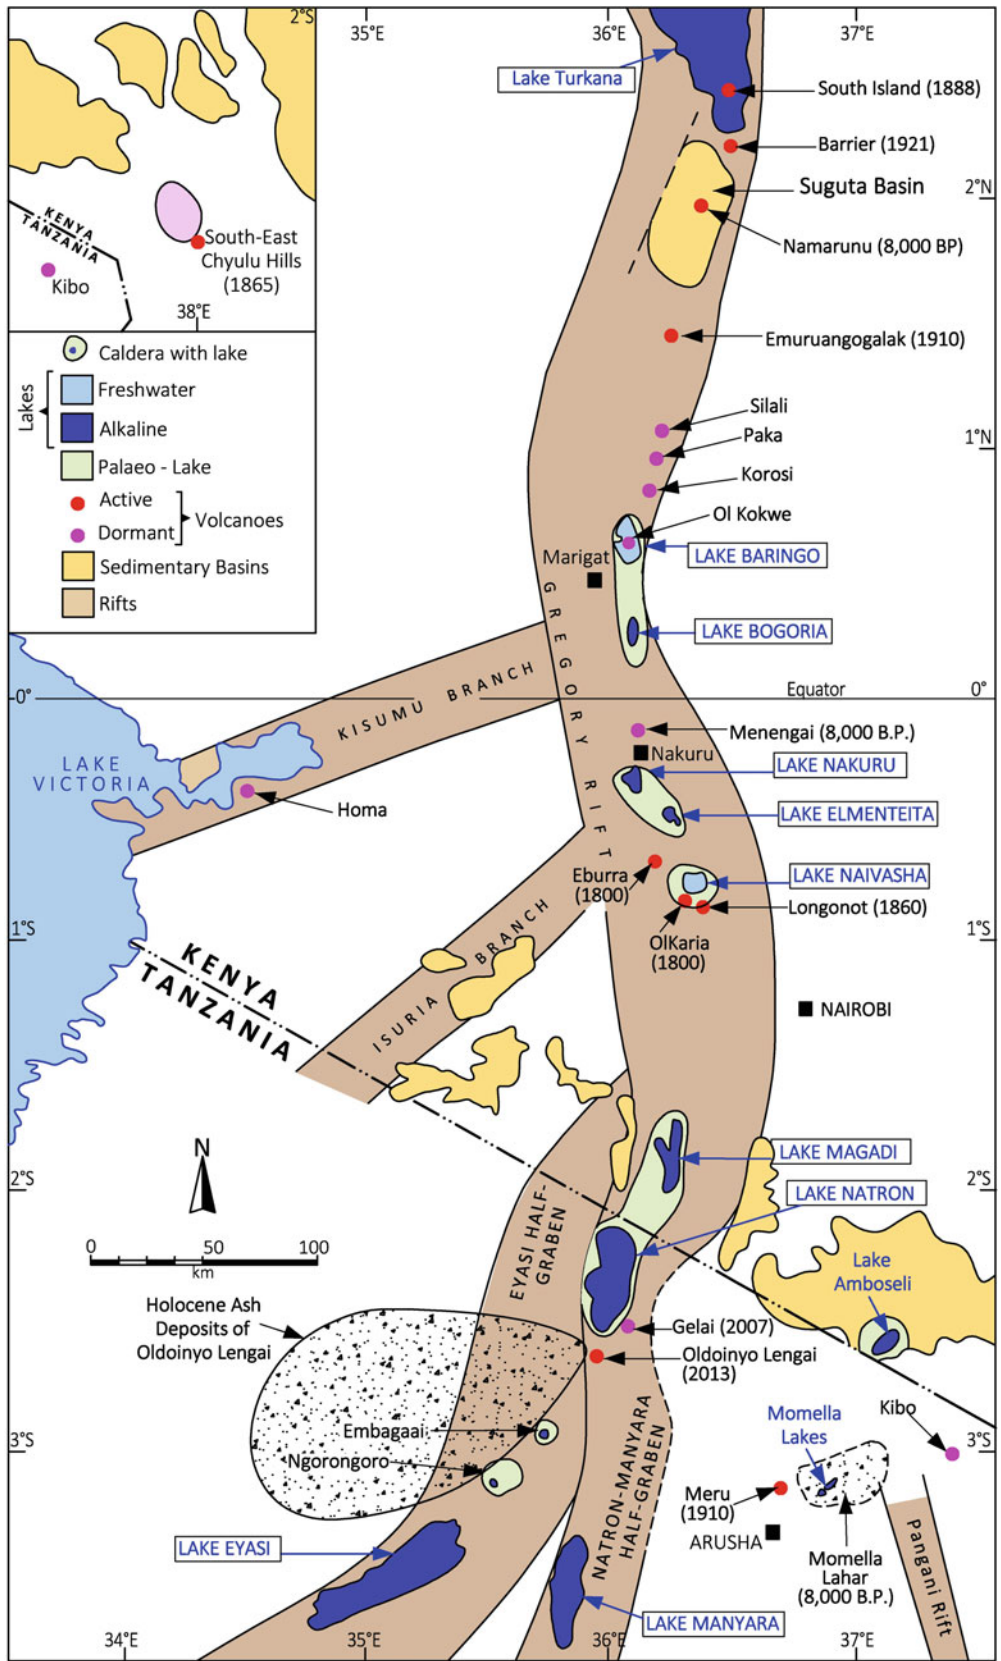 2°S
35°E
36°E
37°E
Lake Turkana
South Island (1888)
Barrier (1921)
Suguta Basin
2°N
Namarunu (8,000 BP)
KENYA
TANZANIA
South-East
Chyulu Hills
(1865)
Kibo
38°E
Emuruangogalak (1910)
Caldera with lake
Lakes
Freshwater
Alkaline
Palaeo - Lake
Active
Dormant
Volcanoes
Sedimentary Basins
Rifts
Silali
1°N
Paka
Korosi
Ol Kokwe
LAKE BARINGO
Marigat
LAKE BOGORIA
GREGORY RIFT
KISUMU BRANCH
0°
Equator
0°
Menengai (8,000 B.P.)
Nakuru
LAKE NAKURU
LAKE
VICTORIA
Homa
LAKE ELMENTEITA
Eburra
(1800)
LAKE NAIVASHA
Longonot (1860)
OlKaria
(1800)
1°S
1°S
ISURIA BRANCH
KENYA
TANZANIA
NAIROBI
N
LAKE MAGADI
2°S
2°S
LAKE NATRON
0
50
100
km
EYASI HALF-
GRABEN
Lake
Amboseli
Holocene Ash
Deposits of
Oldoinyo Lengai
Gelai (2007)
Oldoinyo Lengai
(2013)
Embagaai
Ngorongoro
NATRON-MANYARA
HALF-GRABEN
Momella
Lakes
Kibo
3°S
3°S
Meru
(1910)
ARUSHA
Momella
Lahar
(8,000 B.P.)
Pangani Rift
LAKE EYASI
LAKE MANYARA
34°E
35°E
36°E
37°E